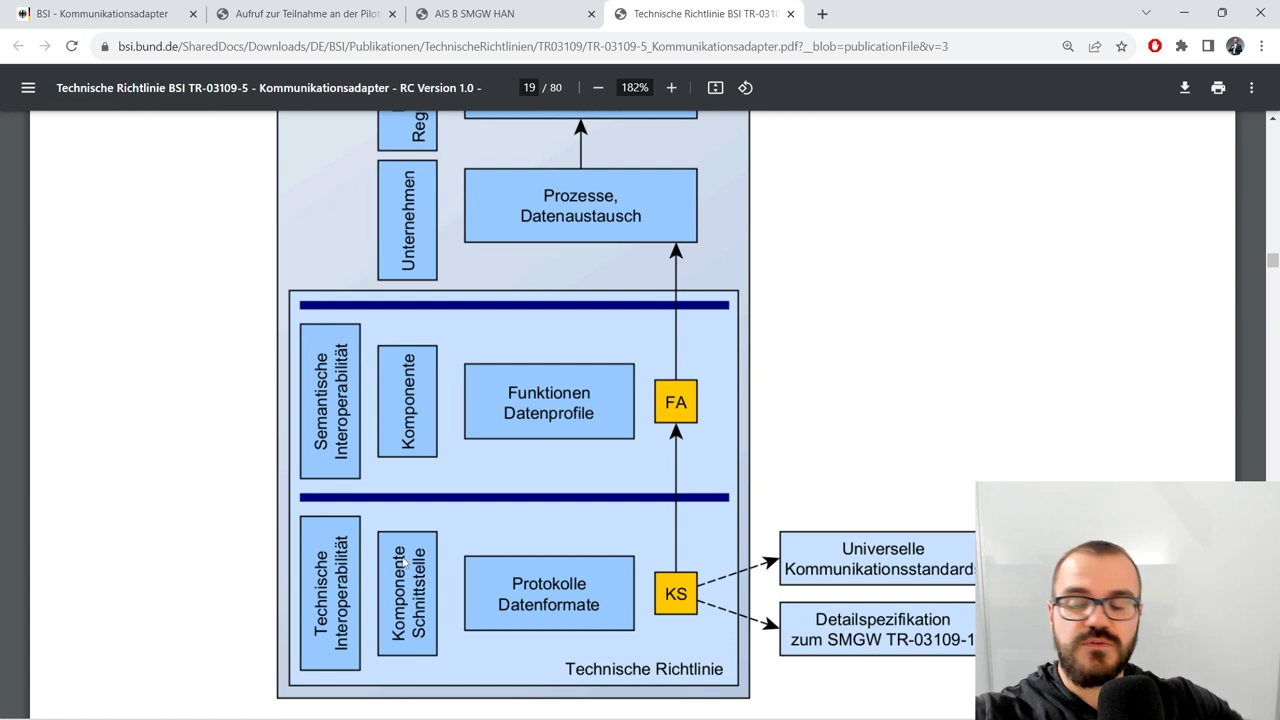 BSI - Kommunikationsadapter
Aufruf zur Teilnahme an der Pilot
AIS B SMGW HAN
Technische Richtlinie BSI TR-0310
bsi.bund.de/SharedDocs/Downloads/DE/BSI/Publikationen/TechnischeRichtlinien/TR03109/TR-03109-5_Kommunikationsadapter.pdf?__blob=publicationFile&v=3
Technische Richtlinie BSI TR-03109-5 - Kommunikationsadapter - RC Version 1.0 -
19 / 80
182%
Reg
Unternehmen
Prozesse,
Datenaustausch
Semantische
Interoperabilität
Komponente
Funktionen
Datenprofile
FA
Technische
Interoperabilität
Komponente
Schnittstelle
Protokolle
Datenformate
KS
Universelle
Kommunikationsstandards
Detailspezifikation
zum SMGW TR-03109-1
Technische Richtlinie